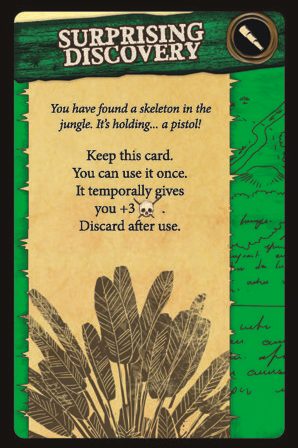 SURPRISING
DISCOVERY
You have found a skeleton in the
jungle. It's holding... a pistol!
Keep this card.
You can use it once.
It temporally gives
you +3 .
Discard after use.